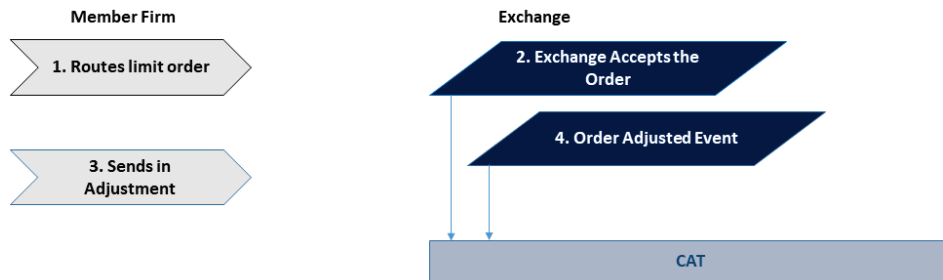 Member Firm
Exchange
1. Routes limit order
2. Exchange Accepts the
Order
4. Order Adjusted Event
3. Sends in
Adjustment
CAT